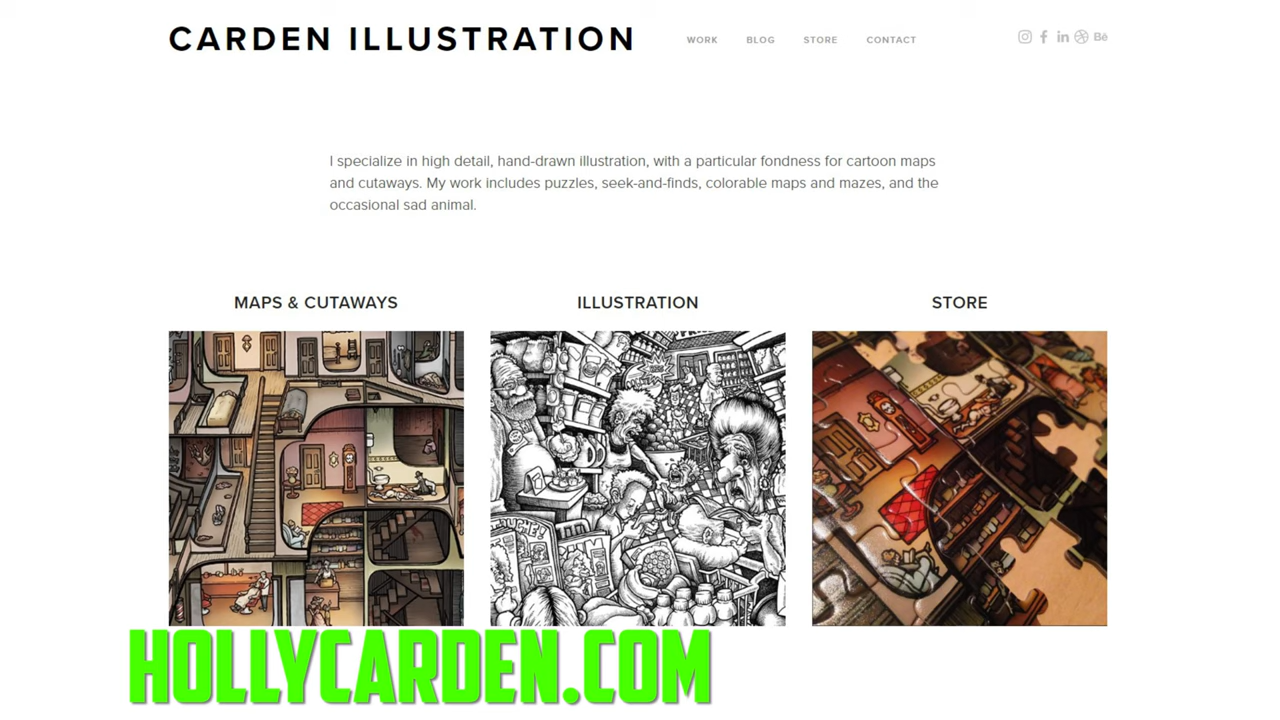 CARDEN ILLUSTRATION
WORK BLOG STORE CONTACT
I specialize in high detail, hand-drawn illustration, with a particular fondness for cartoon maps
and cutaways. My work includes puzzles, seek-and-finds, colorable maps and mazes, and the
occasional sad animal.
MAPS & CUTAWAYS
ILLUSTRATION
STORE
HOLLYCARDEN.COM